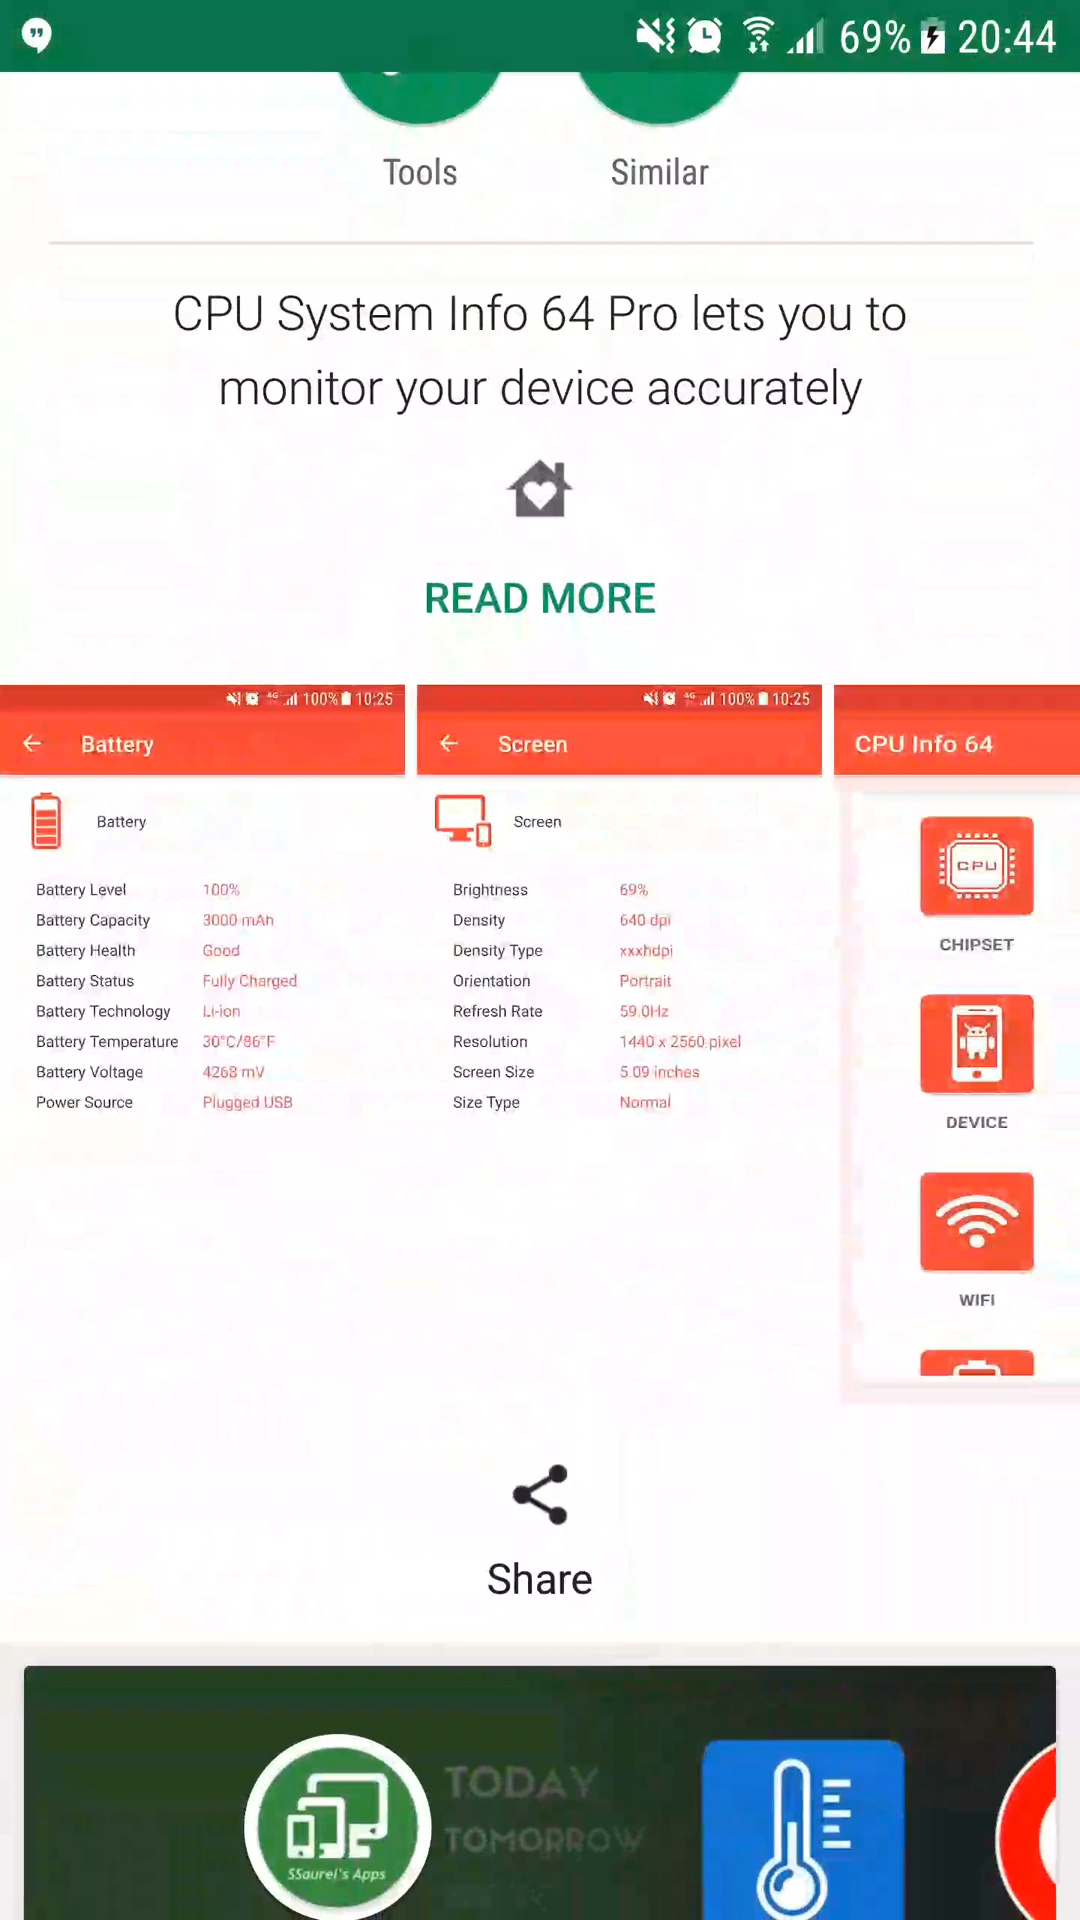 69% 20:44
Tools Similar
CPU System Info 64 Pro lets you to
monitor your device accurately
READ MORE
4G 100% 10:25
Battery
Battery
Battery Level 100%
Battery Capacity 3000 mAh
Battery Health Good
Battery Status Fully Charged
Battery Technology Li-ion
Battery Temperature 30°C/86°F
Battery Voltage 4268 mV
Power Source Plugged USB
4G 100% 10:25
Screen
Screen
Brightness 69%
Density 640 dpi
Density Type xxxhdpi
Orientation Portrait
Refresh Rate 59.0Hz
Resolution 1440 x 2560 pixel
Screen Size 5.09 inches
Size Type Normal
CPU Info 64
CPU
CHIPSET
DEVICE
WIFI
Share
SSaurel's Apps
TODAY
TOMORROW